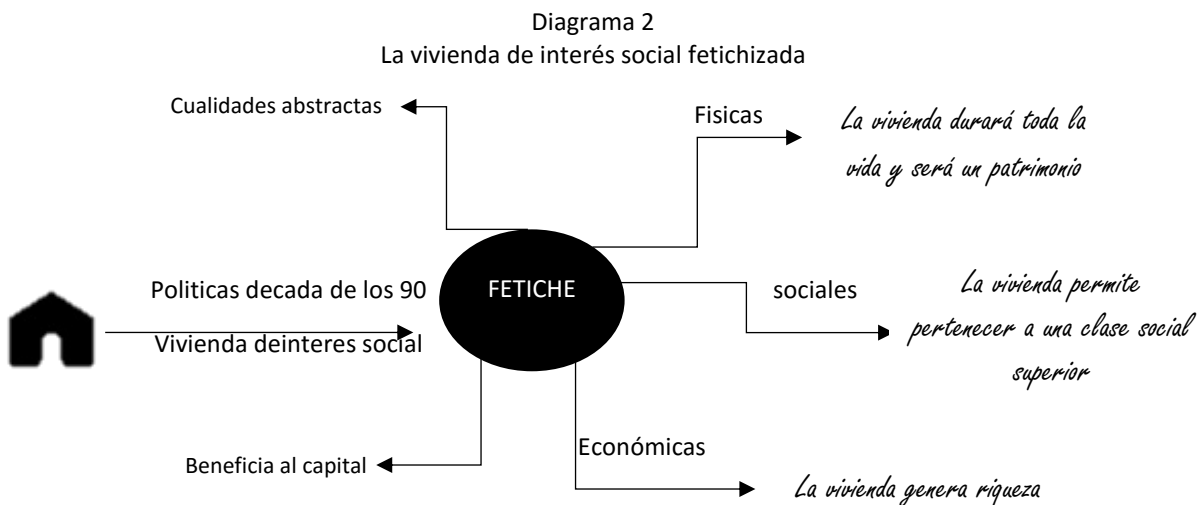 Diagrama 2
La vivienda de interés social fetichizada
Cualidades abstractas
Fisicas
La vivienda durará toda la
vida y será un patrimonio
Politicas decada de los 90
Vivienda deinteres social
FETICHE
sociales
La vivienda permite
pertenecer a una clase social
superior
Beneficia al capital
Económicas
La vivienda genera riqueza